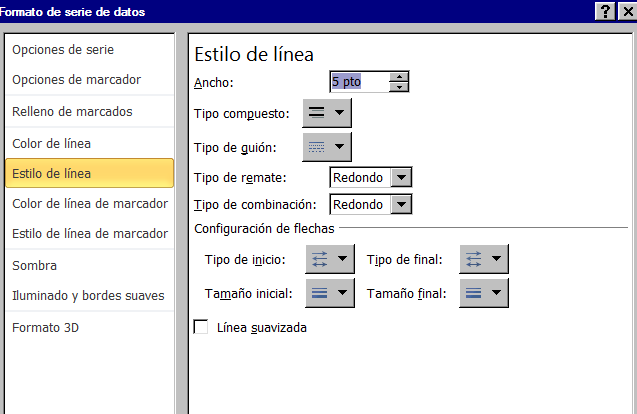 Formato de serie de datos
Opciones de serie
Opciones de marcador
Relleno de marcados
Color de línea
Estilo de línea
Color de línea de marcador
Estilo de línea de marcador
Sombra
Iluminado y bordes suaves
Formato 3D
Estilo de línea
Ancho: 5 pto
Tipo compuesto:
Tipo de guión:
Tipo de remate: Redondo
Tipo de combinación: Redondo
Configuración de flechas
Tipo de inicio: Tipo de final:
Tamaño inicial: Tamaño final:
Línea suavizada